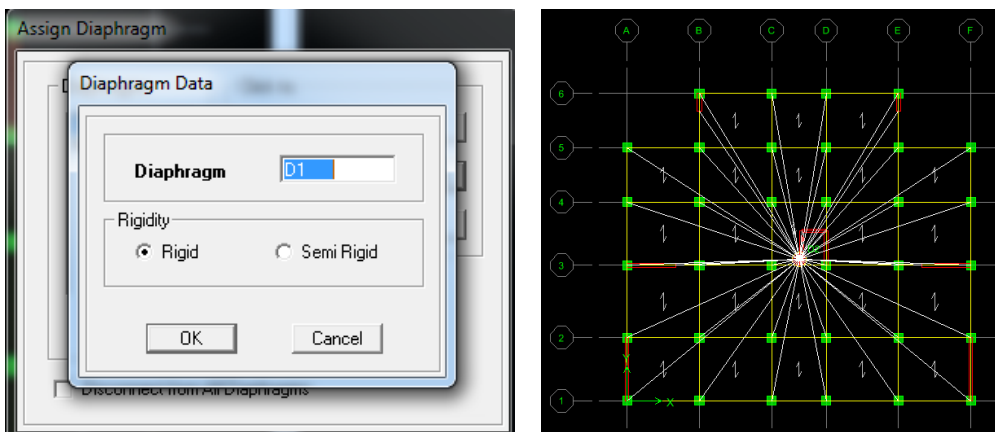 Assign Diaphragm
Diaphragm Data
Diaphragm D1
Rigidity
Rigid Semi Rigid
OK Cancel
Disconnect from All Diaphragms
A B C D E F
6
5
4
3
2
Y
1 X